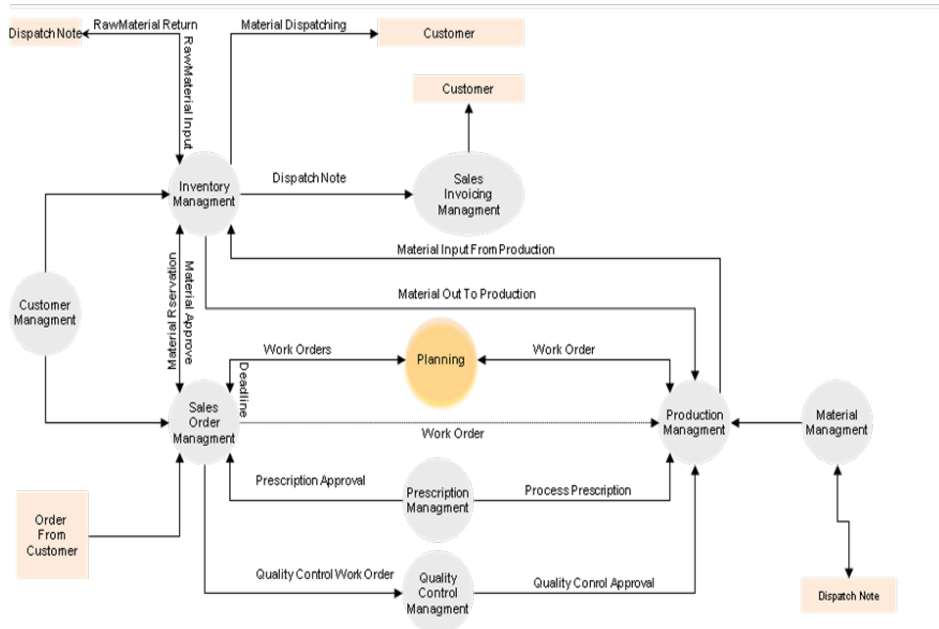 RawMaterial Return
Material Dispatching
Dispatch Note
Customer
RawMaterial Input
Customer
Inventory
Managment
Dispatch Note
Sales
Invoicing
Managment
Material Input From Production
Material Rservation
Material Approve
Material Out To Production
Customer
Managment
Work Orders
Planning
Work Order
Deadline
Sales
Order
Managment
Work Order
Production
Managment
Material
Managment
Prescription Approval
Prescription
Managment
Process Prescription
Order
From
Customer
Quality Control Work Order
Quality
Control
Managment
Quality Conrol Approval
Dispatch Note